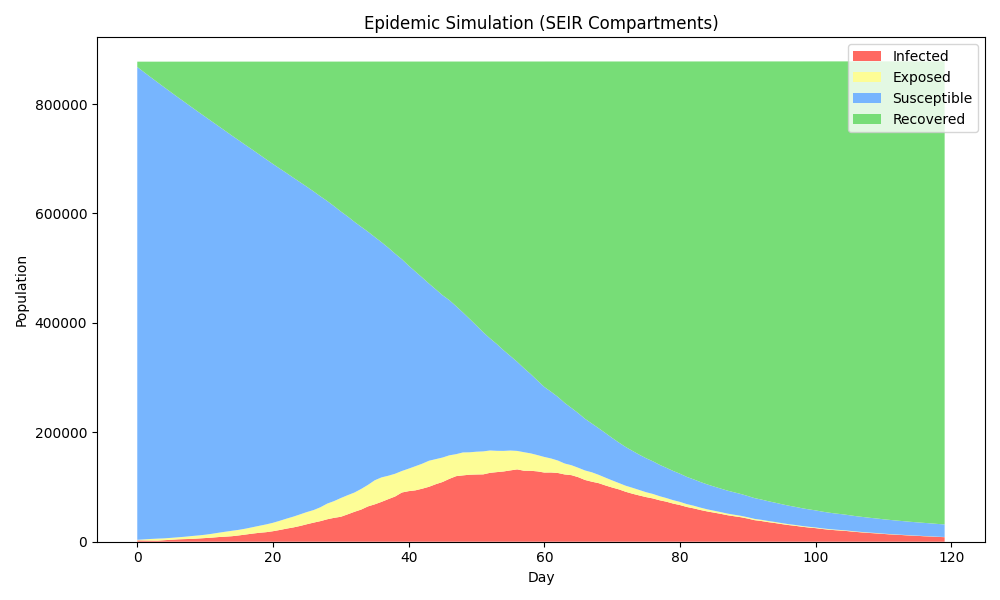 Epidemic Simulation (SEIR Compartments)
Infected
Exposed
Susceptible
Recovered
800000
600000
400000
200000
0
Population
0 20 40 60 80 100 120
Day